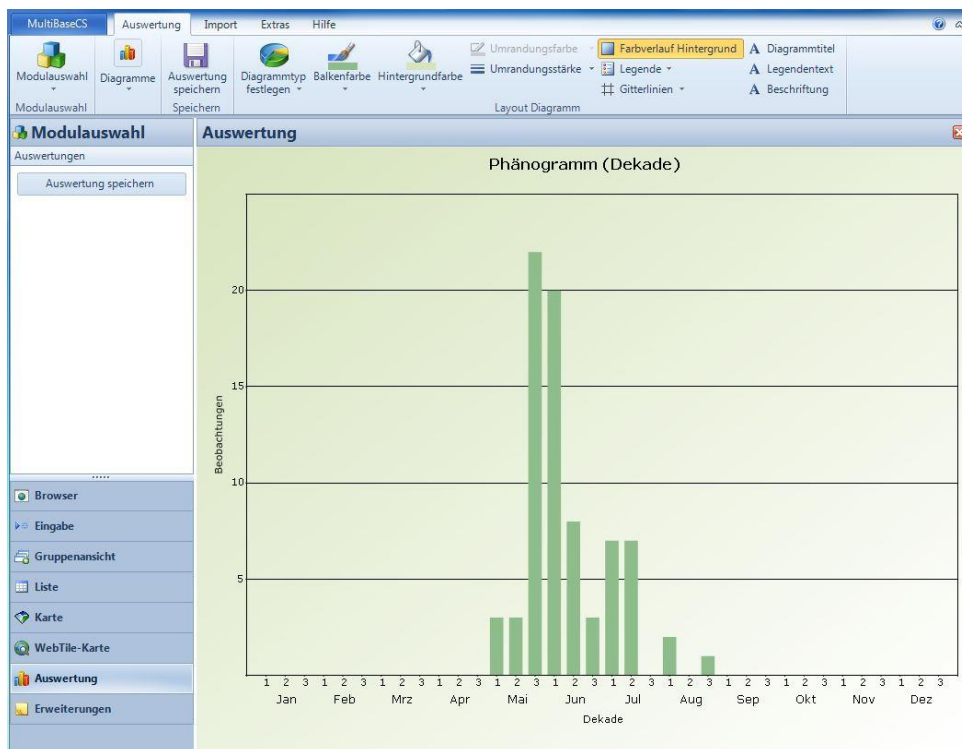 MultiBaseCS Auswertung Import Extras Hilfe
Modulauswahl
Diagramme
Auswertung speichern
Diagrammtyp festlegen
Balkenfarbe
Hintergrundfarbe
Umrandungsfarbe
Umrandungsstärke
Farbverlauf Hintergrund
Legende
Gitterlinien
A Diagrammtitel
A Legendentext
A Beschriftung
Modulauswahl Speichern Layout Diagramm
Modulauswahl
Auswertungen
Auswertung speichern
Browser
Eingabe
Gruppenansicht
Liste
Karte
WebTile-Karte
Auswertung
Erweiterungen
Auswertung
Phänogramm (Dekade)
Beobachtungen
20
15
10
5
1 2 3 1 2 3 1 2 3 1 2 3 1 2 3 1 2 3 1 2 3 1 2 3 1 2 3 1 2 3 1 2 3 1 2 3
Jan Feb Mrz Apr Mai Jun Jul Aug Sep Okt Nov Dez
Dekade